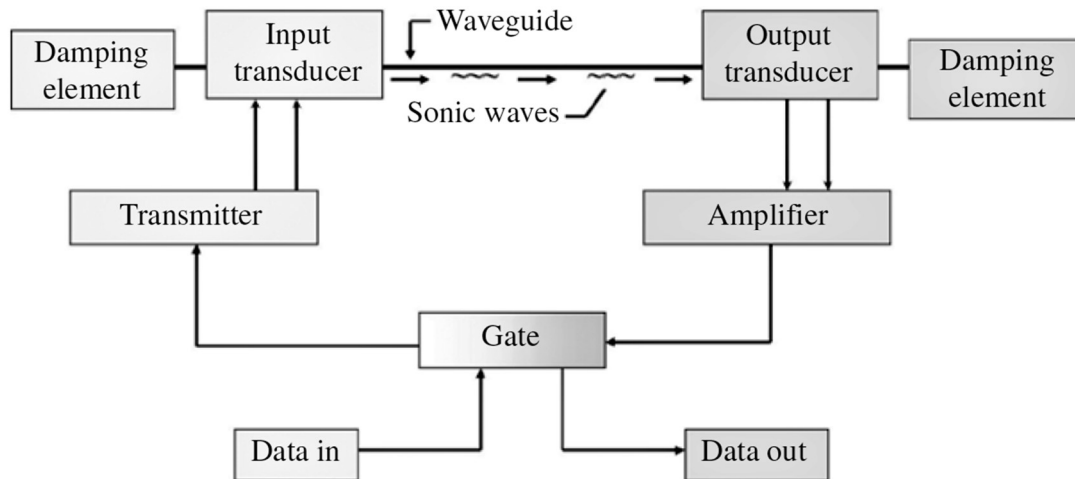 Damping
element
Input
transducer
Waveguide
Sonic waves
Output
transducer
Damping
element
Transmitter
Amplifier
Gate
Data in
Data out